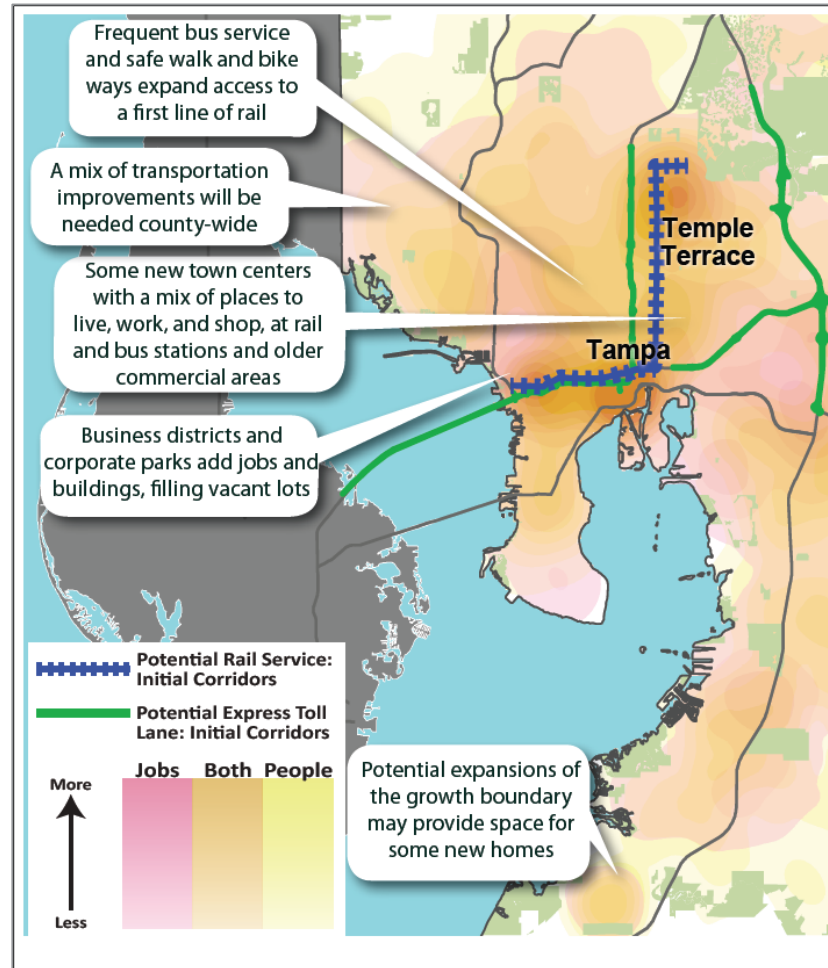 Frequent bus service
and safe walk and bike
ways expand access to
a first line of rail
A mix of transportation
improvements will be
needed county-wide
Temple
Terrace
Some new town centers
with a mix of places to
live, work, and shop, at rail
and bus stations and older
commercial areas
Tampa
Business districts and
corporate parks add jobs and
buildings, filling vacant lots
Potential Rail Service:
Initial Corridors
Potential Express Toll
Lane: Initial Corridors
Jobs Both People
More
Less
Potential expansions of
the growth boundary
may provide space for
some new homes